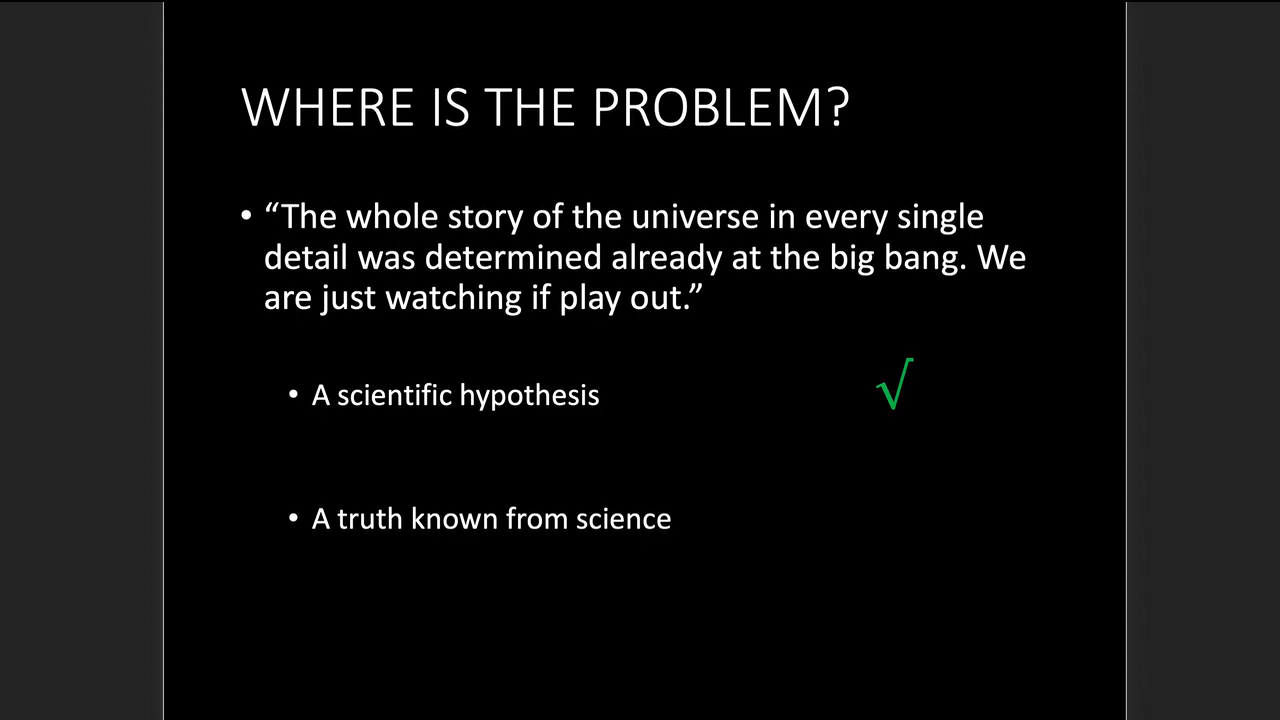 WHERE IS THE PROBLEM?
• “The whole story of the universe in every single
detail was determined already at the big bang. We
are just watching if play out.”
• A scientific hypothesis √
• A truth known from science